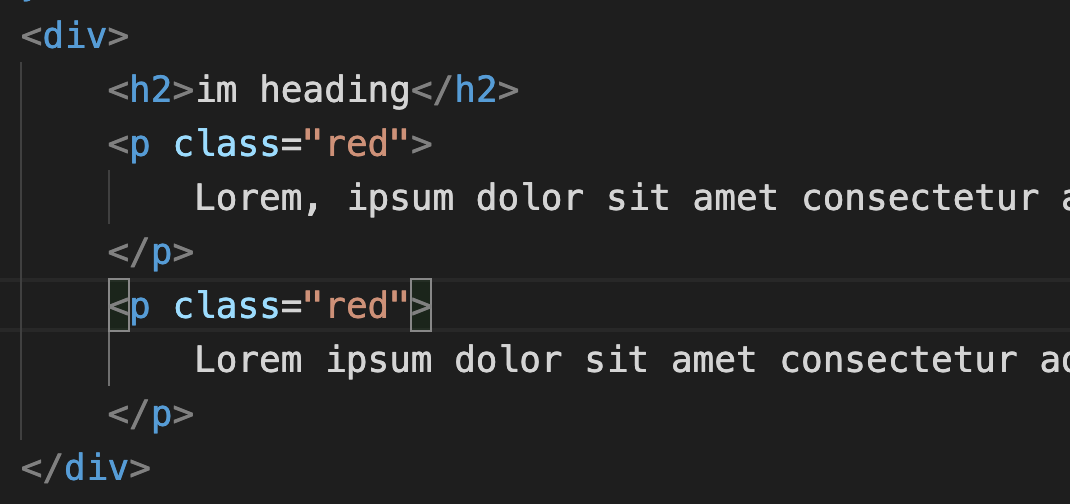 <div>
<h2>im heading</h2>
<p class="red">
Lorem, ipsum dolor sit amet consectetur
</p>
<p class="red">
Lorem ipsum dolor sit amet consectetur
</p>
</div>